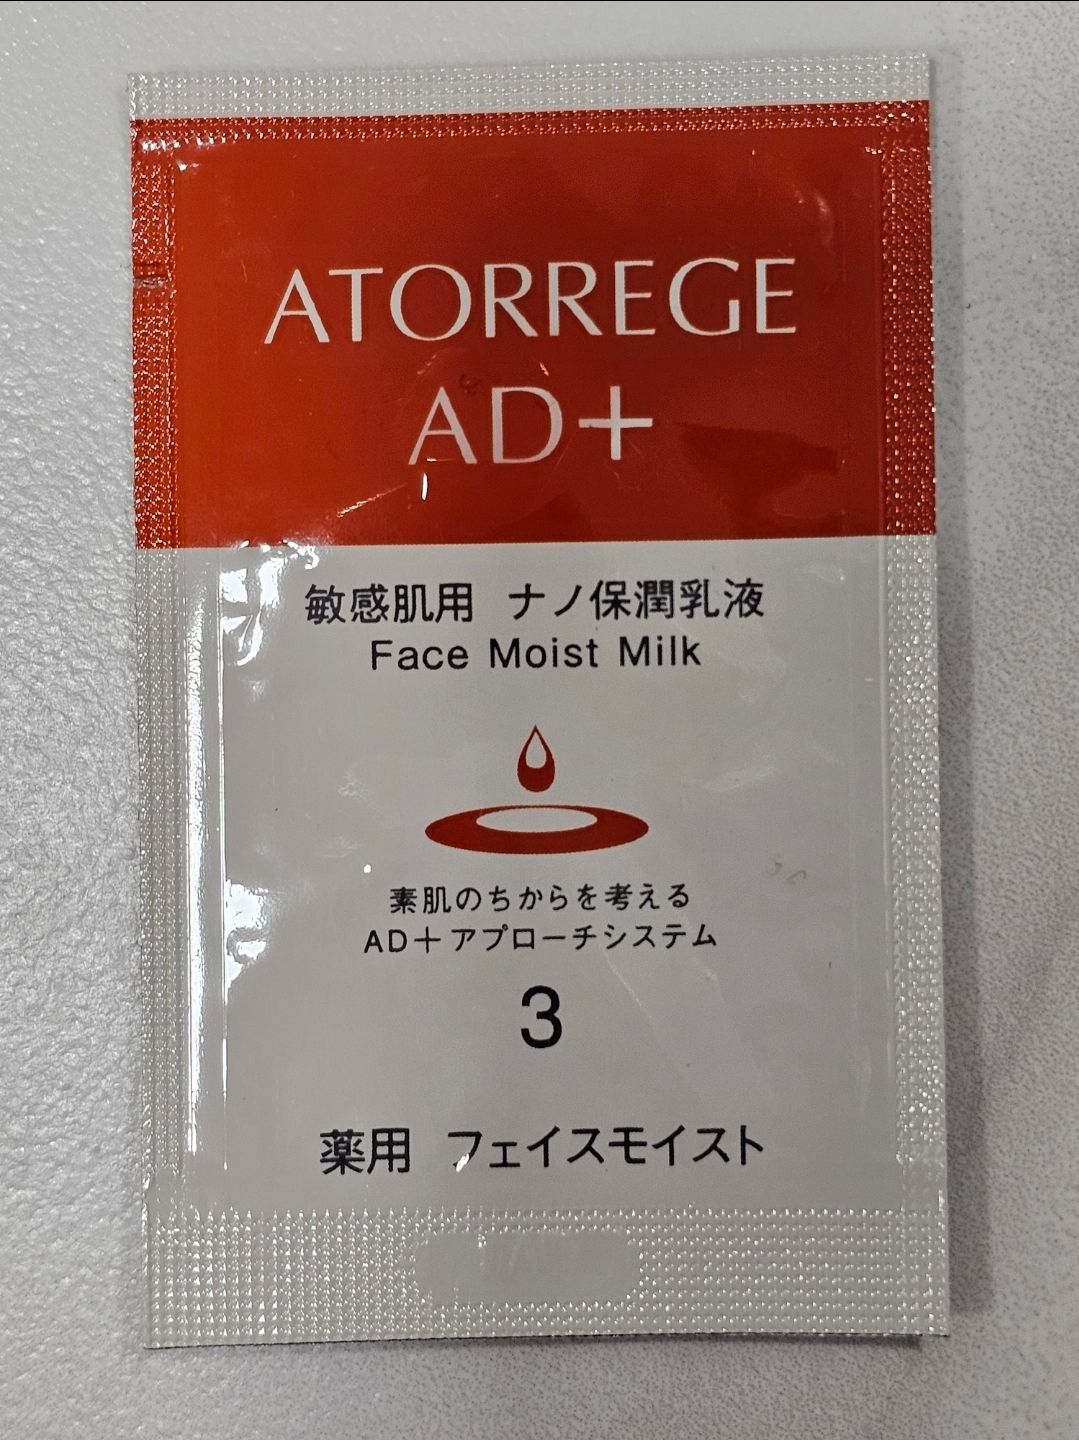 ATORREGE
AD+
敏感肌用 ナノ保潤乳液
Face Moist Milk
素肌のちからを考える
AD+アプローチシステム
3
薬用 フェイスモイスト